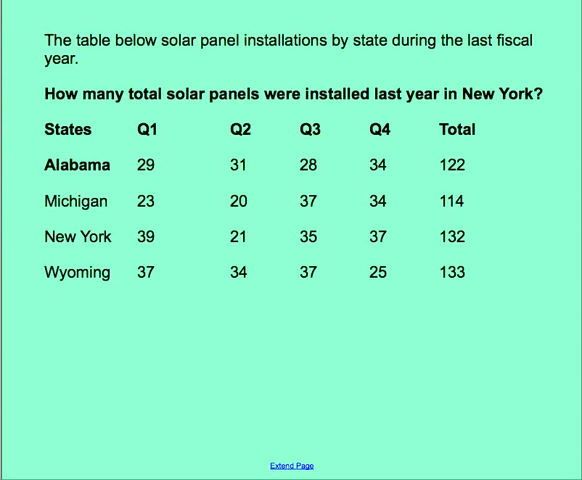 The table below solar panel installations by state during the last fiscal
year.
How many total solar panels were installed last year in New York?
States Q1 Q2 Q3 Q4 Total
Alabama 29 31 28 34 122
Michigan 23 20 37 34 114
New York 39 21 35 37 132
Wyoming 37 34 37 25 133
Extend Page